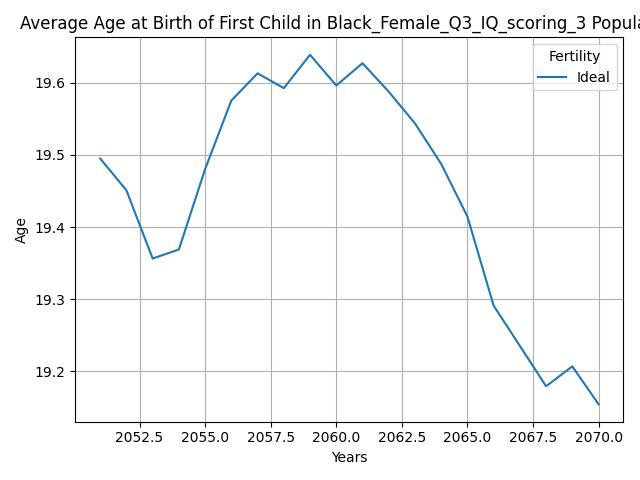 Average Age at Birth of First Child in Black_Female_Q3_IQ_scoring_3 Popula
Fertility
Ideal
19.6
19.5
19.4
19.3
19.2
Age
2052.5 2055.0 2057.5 2060.0 2062.5 2065.0 2067.5 2070.0
Years